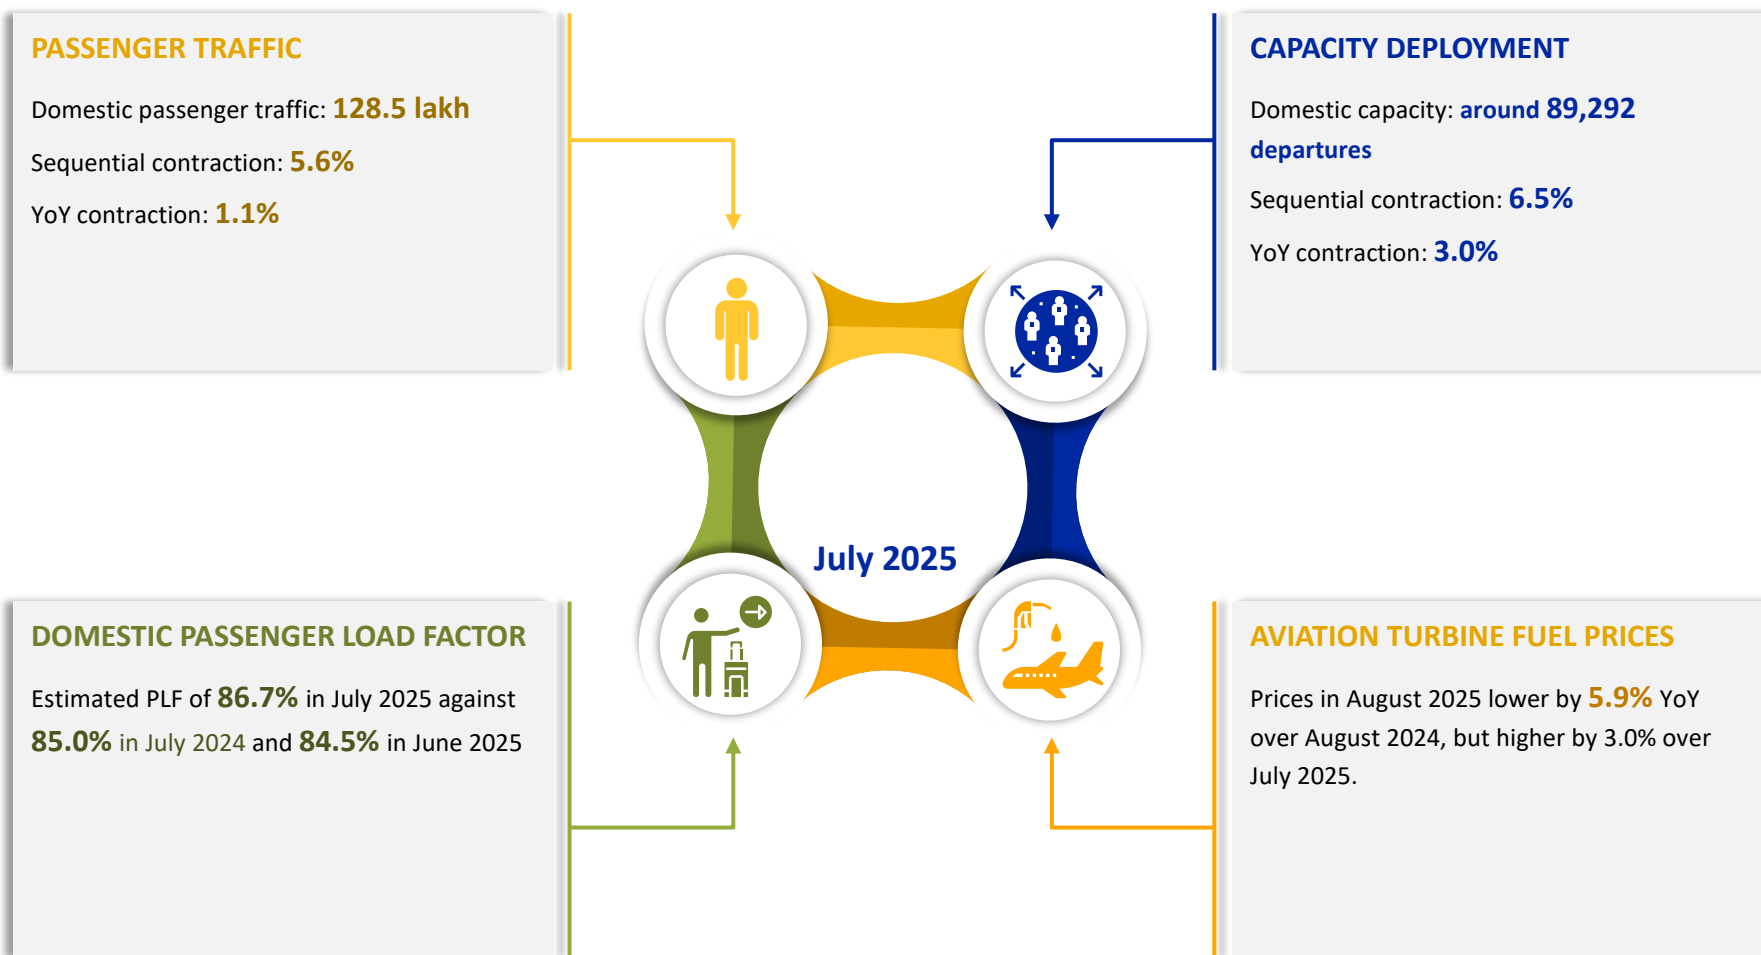 PASSENGER TRAFFIC
Domestic passenger traffic: 128.5 lakh
Sequential contraction: 5.6%
YoY contraction: 1.1%
CAPACITY DEPLOYMENT
Domestic capacity: around 89,292
departures
Sequential contraction: 6.5%
YoY contraction: 3.0%
July 2025
DOMESTIC PASSENGER LOAD FACTOR
Estimated PLF of 86.7% in July 2025 against
85.0% in July 2024 and 84.5% in June 2025
AVIATION TURBINE FUEL PRICES
Prices in August 2025 lower by 5.9% YoY
over August 2024, but higher by 3.0% over
July 2025.